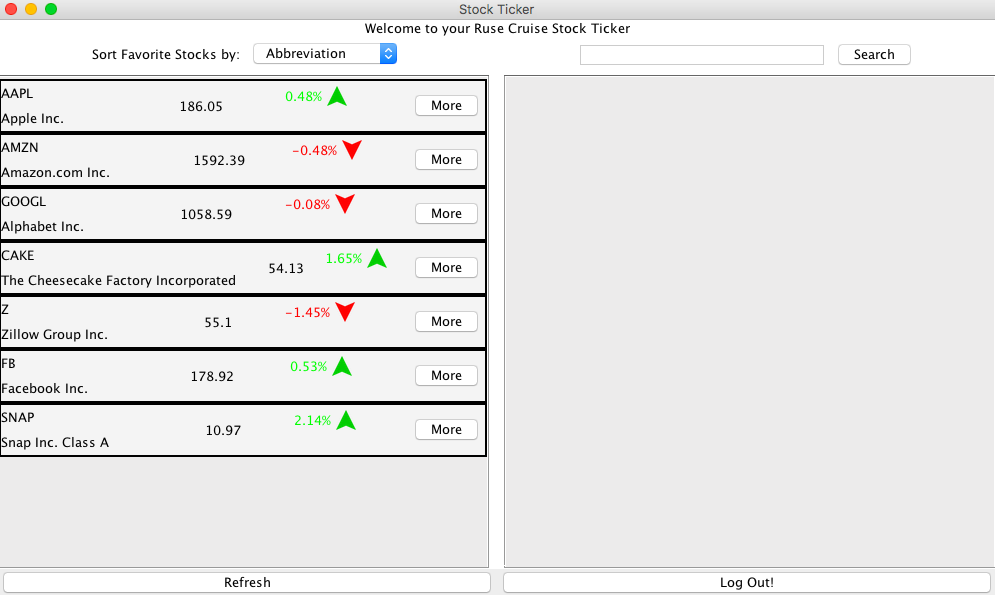 Stock Ticker
Welcome to your Ruse Cruise Stock Ticker
Sort Favorite Stocks by: Abbreviation Search
AAPL 186.05 0.48% More
Apple Inc.
AMZN 1592.39 -0.48% More
Amazon.com Inc.
GOOGL 1058.59 -0.08% More
Alphabet Inc.
CAKE 54.13 1.65% More
The Cheesecake Factory Incorporated
Z 55.1 -1.45% More
Zillow Group Inc.
FB 178.92 0.53% More
Facebook Inc.
SNAP 10.97 2.14% More
Snap Inc. Class A
Refresh Log Out!